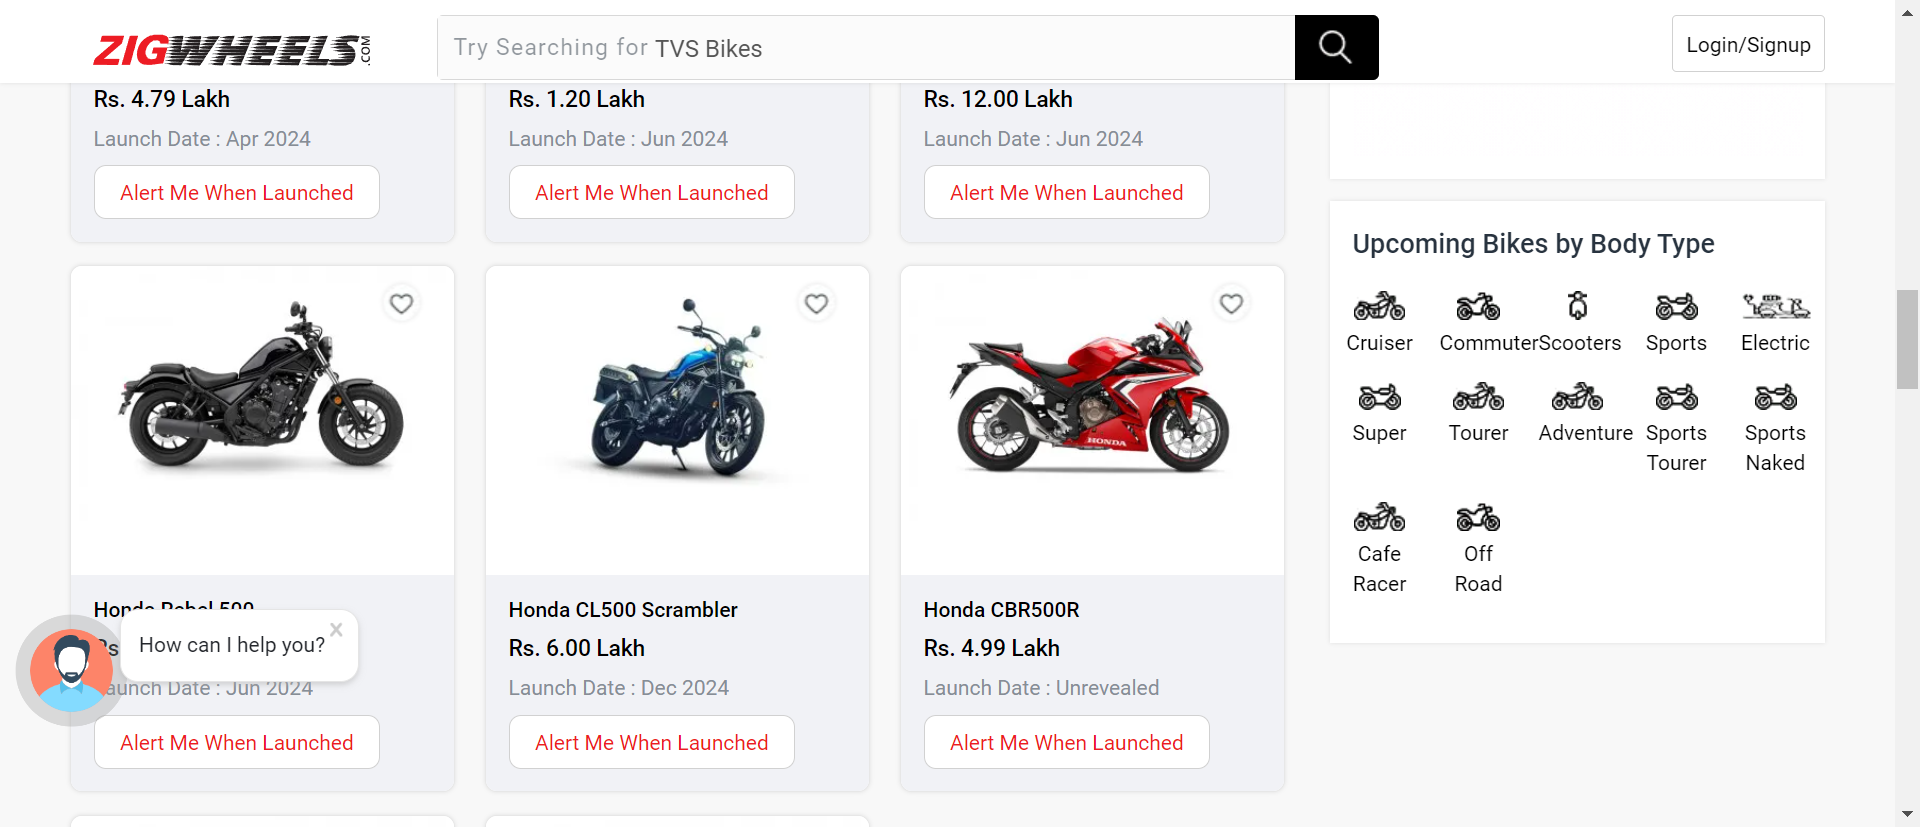 ZIGWHEELS.COM
Try Searching for TVS Bikes
Login/Signup
Rs. 4.79 Lakh
Launch Date : Apr 2024
Alert Me When Launched
Rs. 1.20 Lakh
Launch Date : Jun 2024
Alert Me When Launched
Rs. 12.00 Lakh
Launch Date : Jun 2024
Alert Me When Launched
Honda Rebel 500
Rs
Launch Date : Jun 2024
Alert Me When Launched
HONDA
Honda CL500 Scrambler
Rs. 6.00 Lakh
Launch Date : Dec 2024
Alert Me When Launched
Honda CBR500R
Rs. 4.99 Lakh
Launch Date : Unrevealed
Alert Me When Launched
How can I help you?
Upcoming Bikes by Body Type
Cruiser
Commuter
Scooters
Sports
Electric
Super
Tourer
Adventure
Sports
Tourer
Sports
Naked
Cafe
Racer
Off
Road